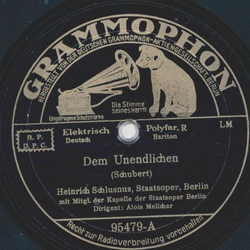 GRAMMOPHON
HERGESTELLT VON DER DEUTSCHEN GRAMMOPHON-AKTIENGESELLSCHAFT, BERLIN
Die Stimme
seines Herrn
Eingetragene Schutzmarke
B. P.
D. P. C.
Elektrisch
Deutsch
Polyfar. R
Bariton
LM
Dem Unendlichen
(Schubert)
Heinrich Schlusnus, Staatsoper, Berlin
mit Mitgl. der Kapelle der Staatsoper Berlin
Dirigent: Alois Melichar
95479-A
Recht zur Radioverbreitung vorbehalten